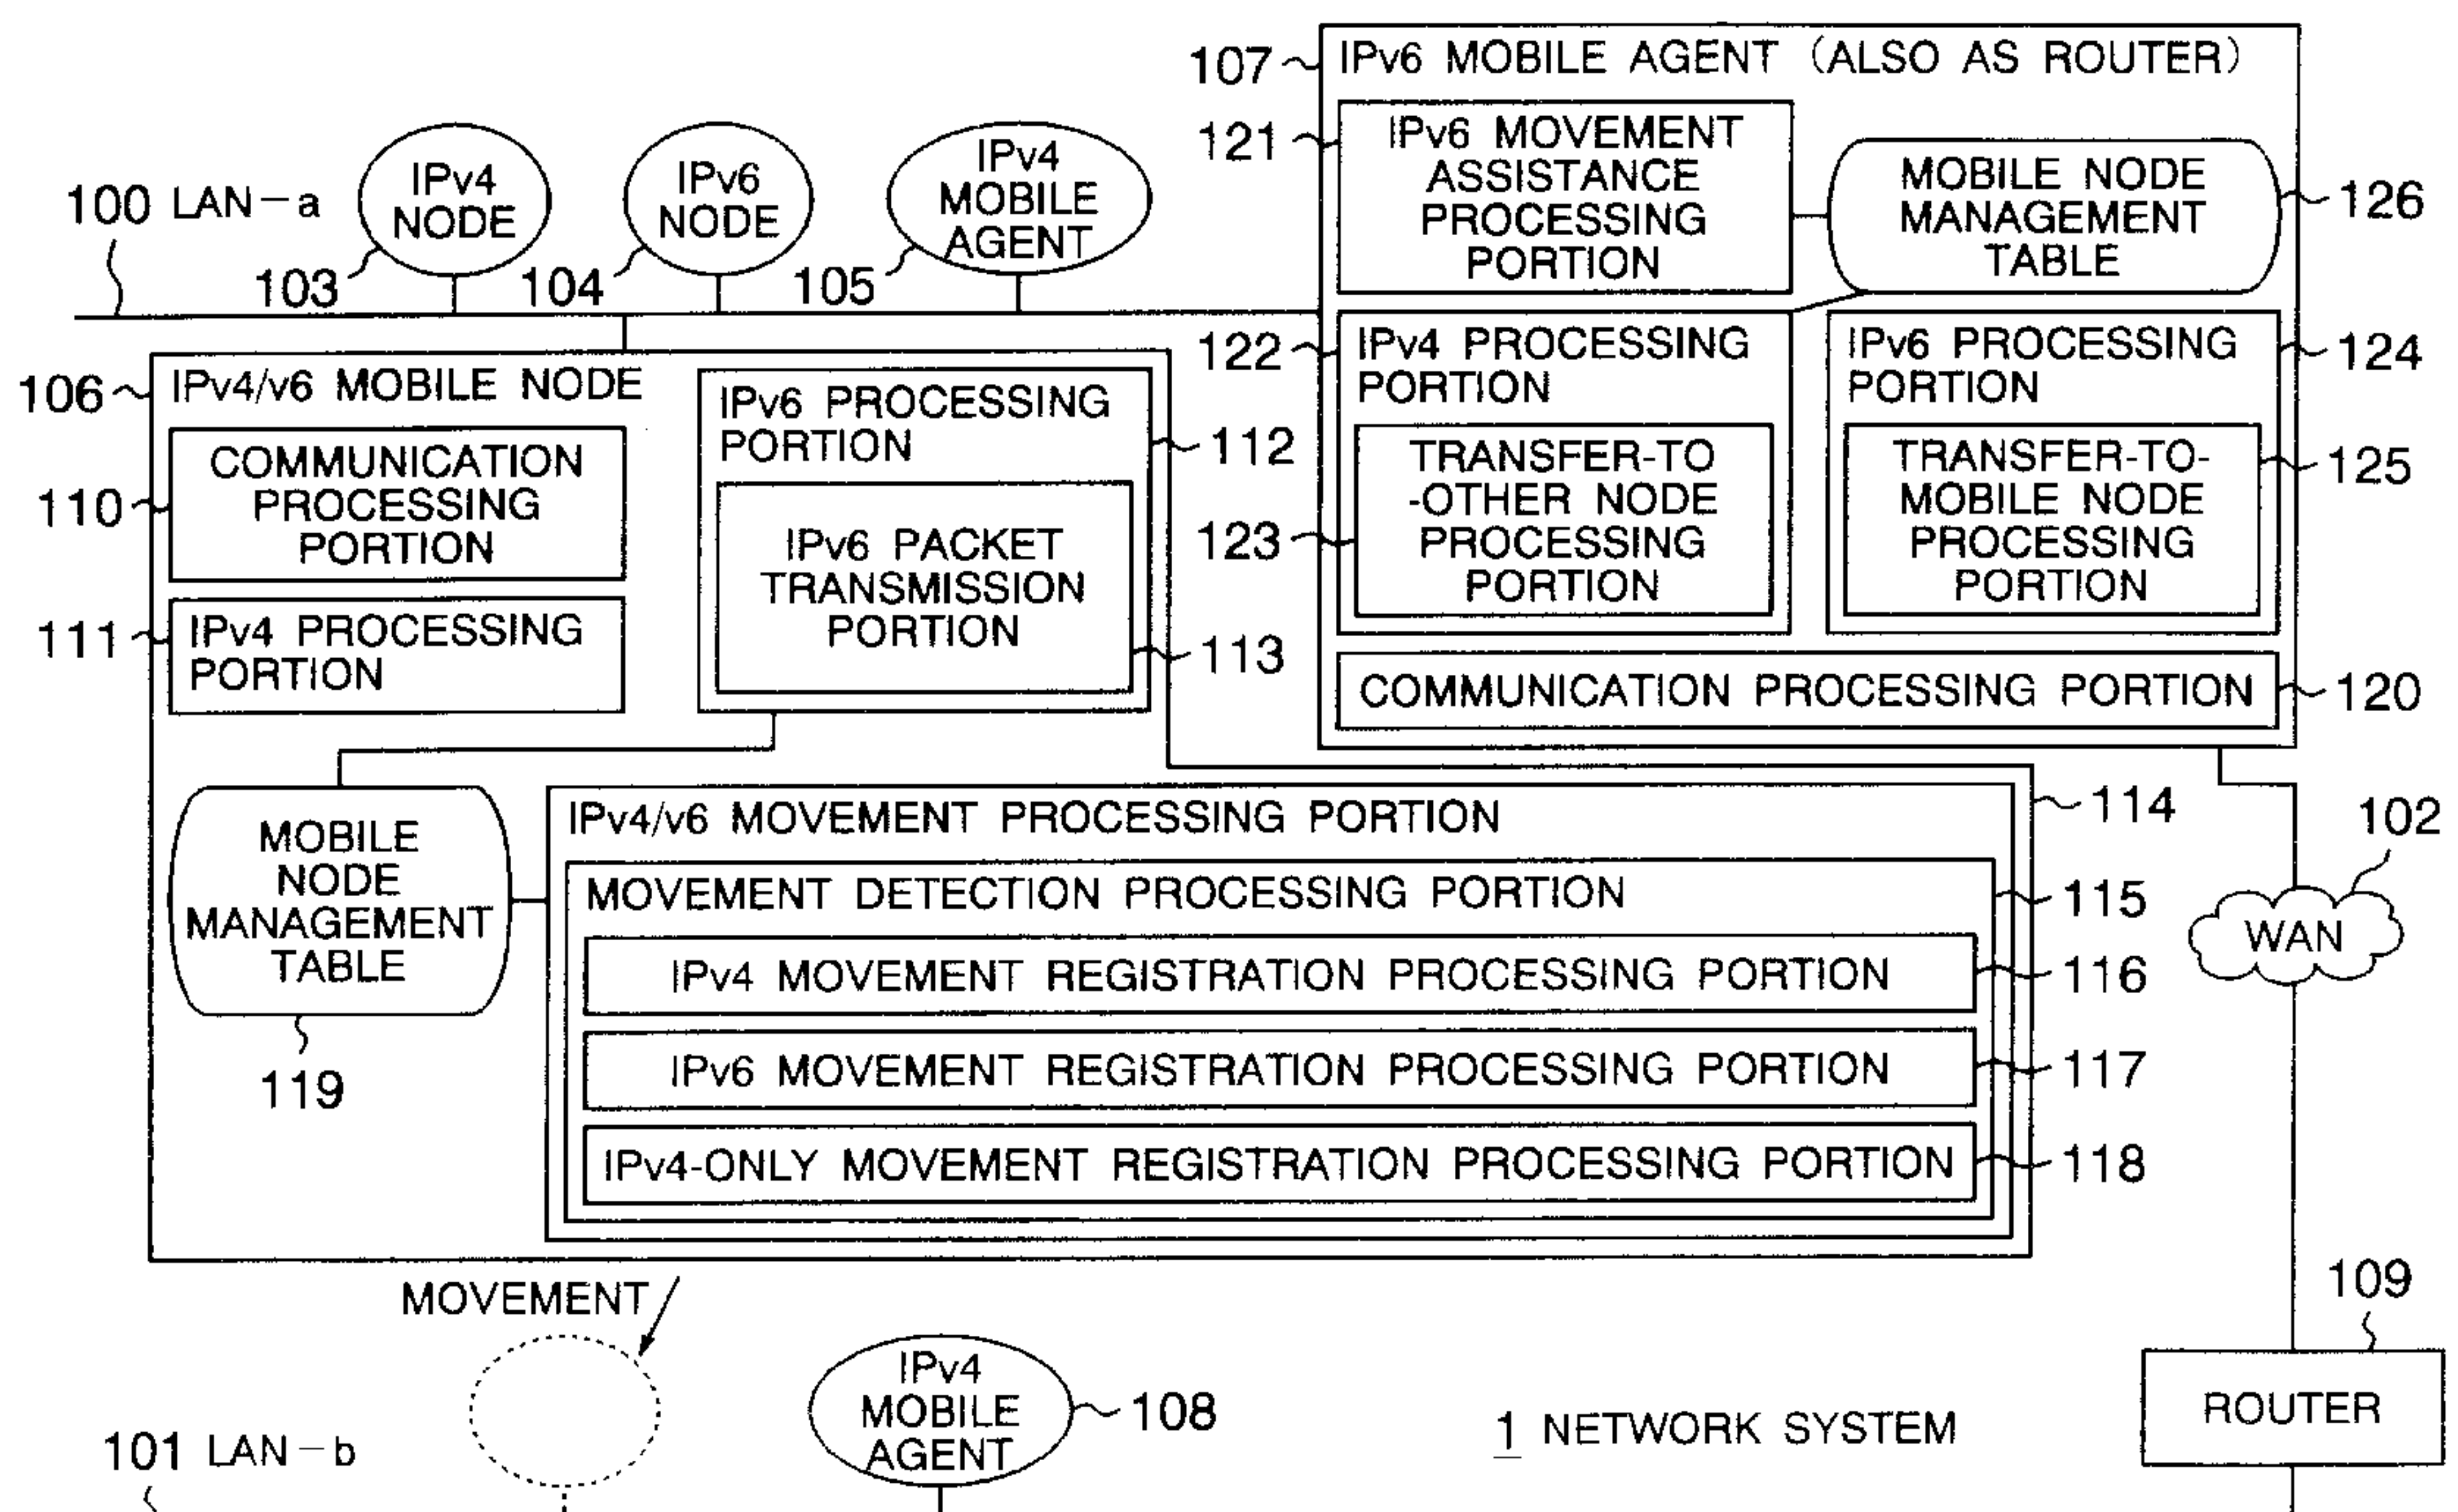 107
IPv6 MOBILE AGENT (ALSO AS ROUTER)
121
IPv6 MOVEMENT
ASSISTANCE
PROCESSING
PORTION
MOBILE NODE
MANAGEMENT
TABLE
126
100 LAN-a
IPv4
NODE
103
IPv6
NODE
104
IPv4
MOBILE
AGENT
105
122
IPv4 PROCESSING
PORTION
123
TRANSFER-TO
-OTHER NODE
PROCESSING
PORTION
IPv6 PROCESSING
PORTION
124
TRANSFER-TO-
MOBILE NODE
PROCESSING
PORTION
125
COMMUNICATION PROCESSING PORTION
120
106
IPv4/v6 MOBILE NODE
110
COMMUNICATION
PROCESSING
PORTION
111
IPv4 PROCESSING
PORTION
IPv6 PROCESSING
PORTION
112
IPv6 PACKET
TRANSMISSION
PORTION
113
MOBILE
NODE
MANAGEMENT
TABLE
119
IPv4/v6 MOVEMENT PROCESSING PORTION
114
MOVEMENT DETECTION PROCESSING PORTION
115
IPv4 MOVEMENT REGISTRATION PROCESSING PORTION
116
IPv6 MOVEMENT REGISTRATION PROCESSING PORTION
117
IPv4-ONLY MOVEMENT REGISTRATION PROCESSING PORTION
118
102
WAN
MOVEMENT
IPv4
MOBILE
AGENT
108
101 LAN-b
1 NETWORK SYSTEM
109
ROUTER